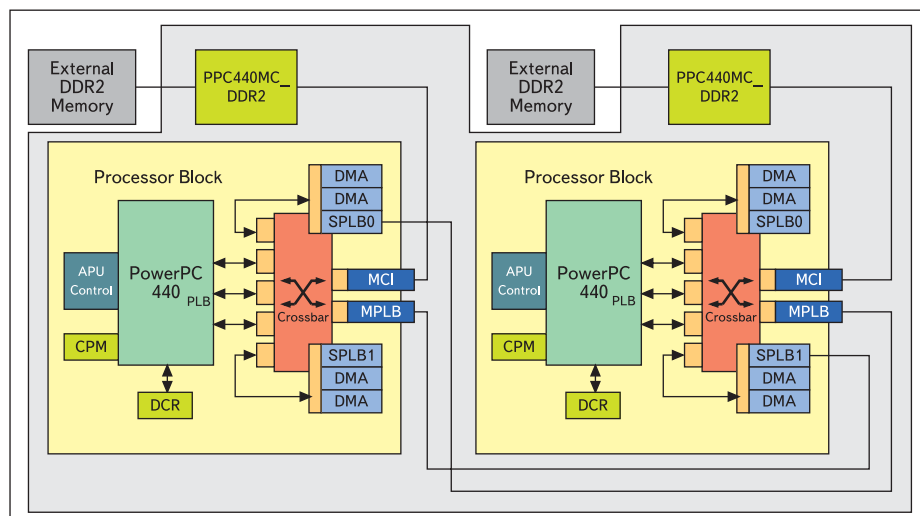 External
DDR2
Memory
PPC440MC_
DDR2
Processor Block
DMA
DMA
SPLB0
APU
Control
PowerPC
440
PLB
Crossbar
MCI
MPLB
CPM
SPLB1
DMA
DMA
DCR
External
DDR2
Memory
PPC440MC_
DDR2
Processor Block
DMA
DMA
SPLB0
APU
Control
PowerPC
440
PLB
Crossbar
MCI
MPLB
CPM
SPLB1
DMA
DMA
DCR